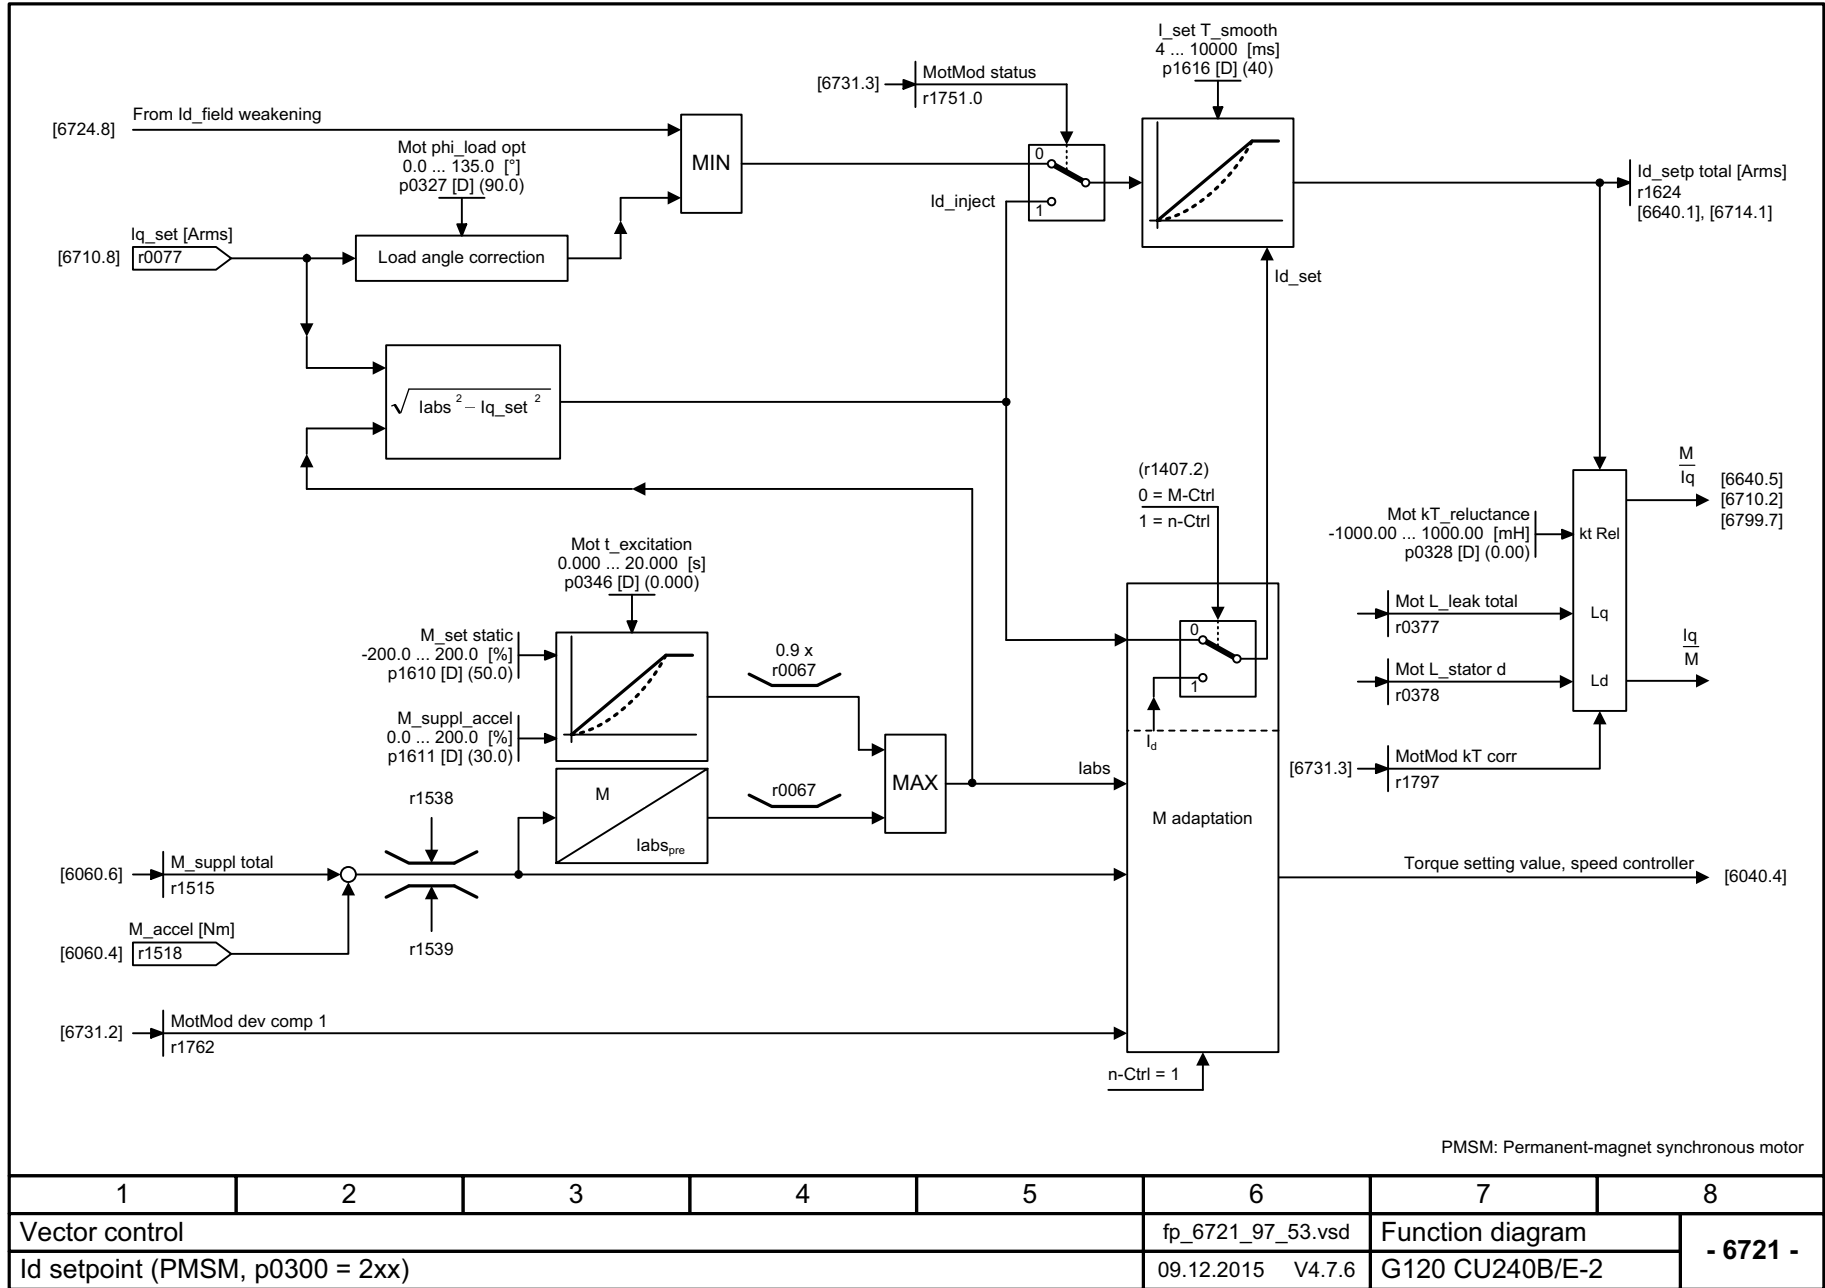 I_set T_smooth
4 ... 10000 [ms]
p1616 [D] (40)
[6731.3]
MotMod status
r1751.0
[6724.8]
From Id_field weakening
Mot phi_load opt
0.0 ... 135.0 [°]
p0327 [D] (90.0)
MIN
0
1
Id_inject
Id_setp total [Arms]
r1624
[6640.1], [6714.1]
Iq_set [Arms]
[6710.8]
r0077
Load angle correction
Id_set
√ Iabs ² – Iq_set ²
(r1407.2)
0 = M-Ctrl
1 = n-Ctrl
M
Iq
[6640.5]
[6710.2]
[6799.7]
Mot kT_reluctance
-1000.00 ... 1000.00 [mH]
p0328 [D] (0.00)
kt Rel
Mot t_excitation
0.000 ... 20.000 [s]
p0346 [D] (0.000)
Mot L_leak total
r0377
Lq
M_set static
-200.0 ... 200.0 [%]
p1610 [D] (50.0)
0.9 x
r0067
0
1
Iq
M
Mot L_stator d
r0378
Ld
M_suppl_accel
0.0 ... 200.0 [%]
p1611 [D] (30.0)
Id
[6731.3]
MotMod kT corr
r1797
Iabs
MAX
r0067
M
Iabspre
r1538
M adaptation
[6060.6]
M_suppl total
r1515
Torque setting value, speed controller
[6040.4]
M_accel [Nm]
[6060.4]
r1518
r1539
[6731.2]
MotMod dev comp 1
r1762
n-Ctrl = 1
PMSM: Permanent-magnet synchronous motor
1 2 3 4 5 6 7 8
Vector control
fp_6721_97_53.vsd
Function diagram
- 6721 -
Id setpoint (PMSM, p0300 = 2xx)
09.12.2015 V4.7.6
G120 CU240B/E-2